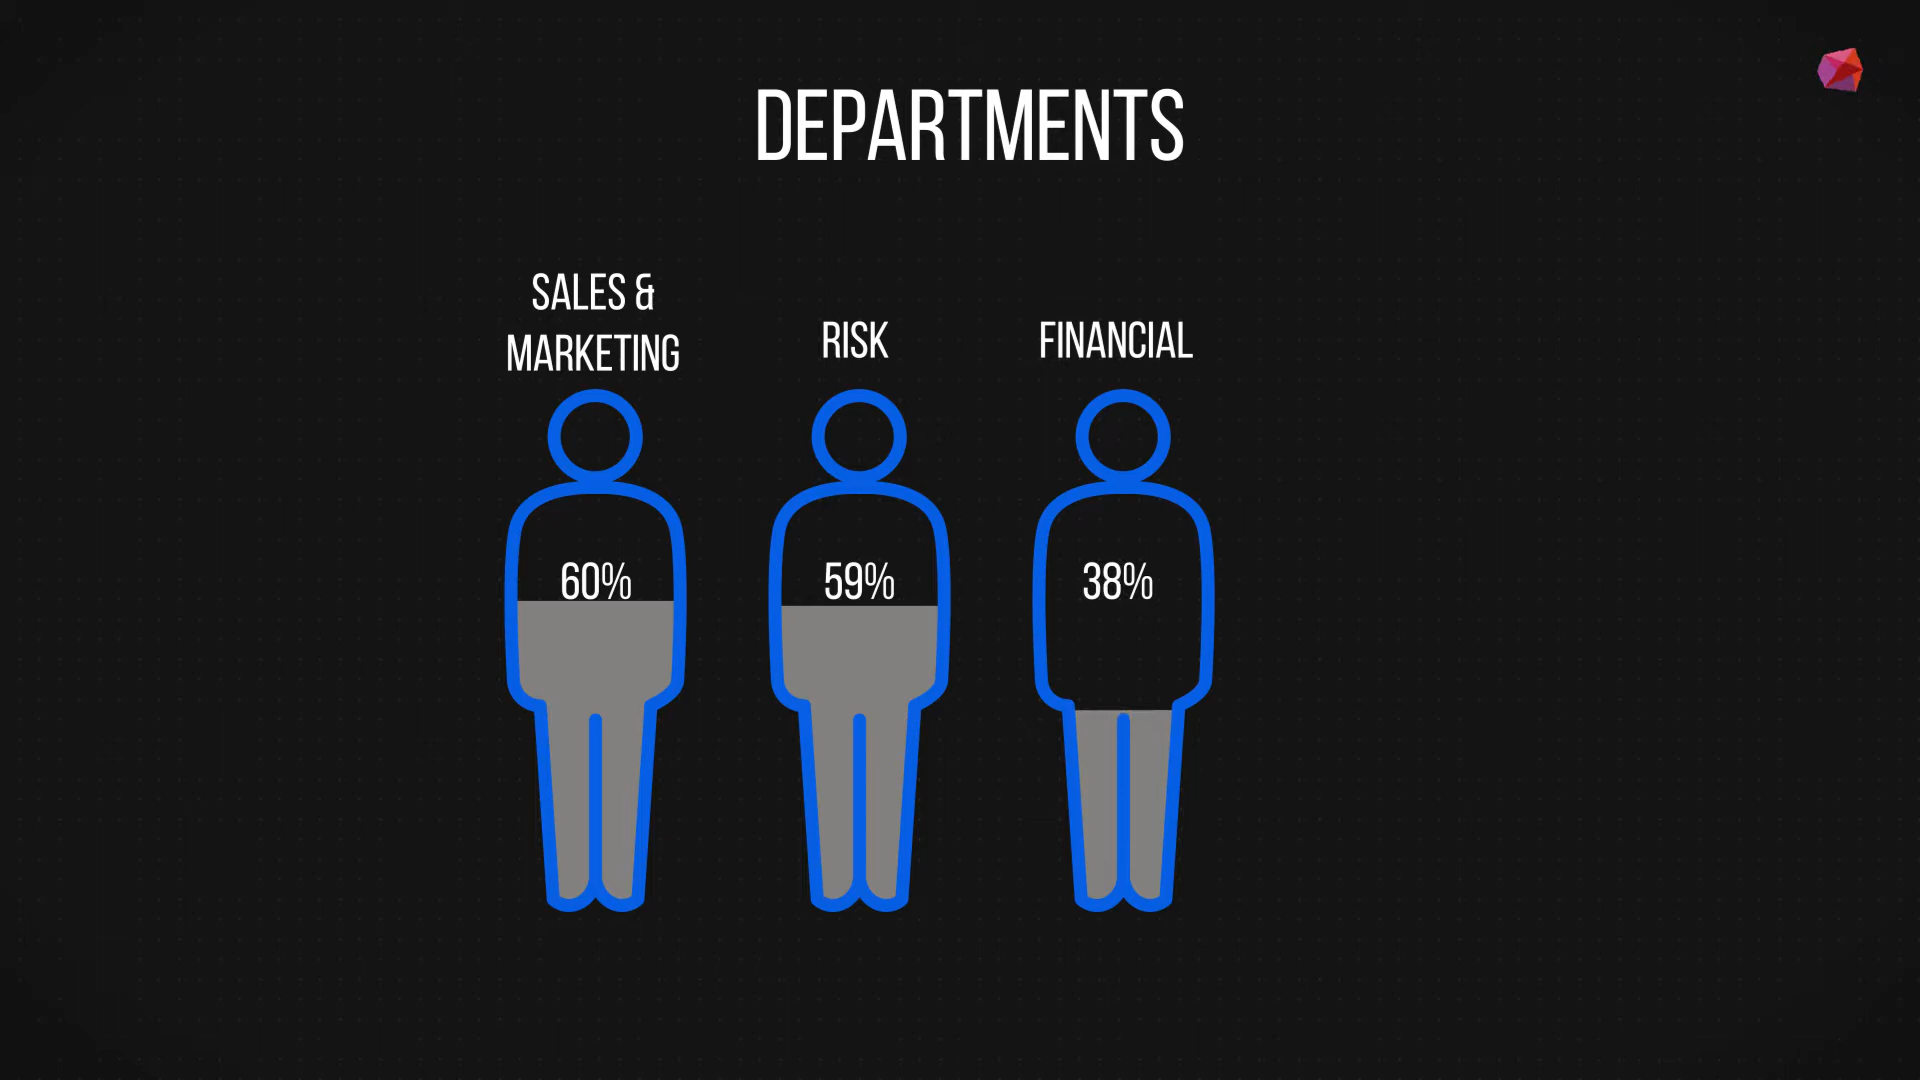 DEPARTMENTS
SALES &
MARKETING
RISK
FINANCIAL
60%
59%
38%